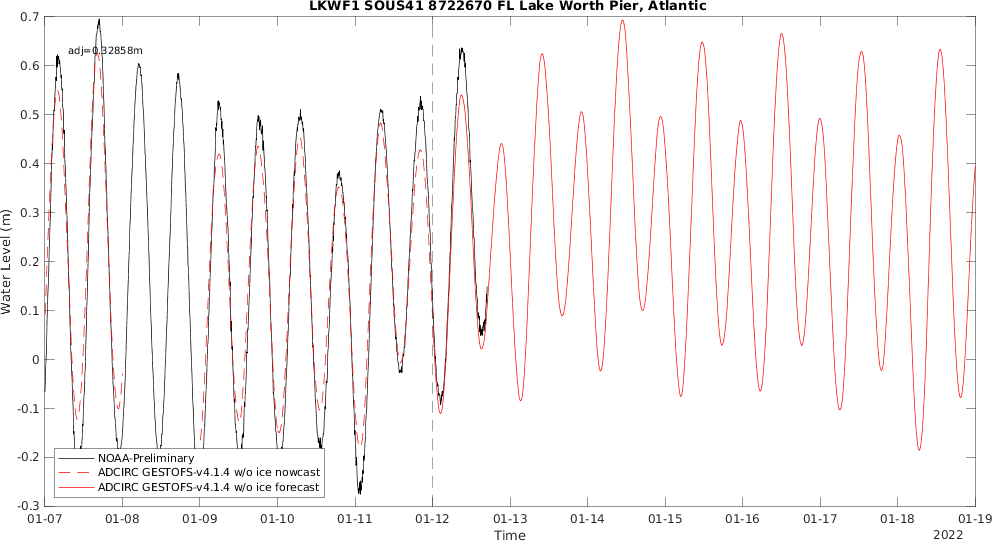 LKWF1 SOUS41 8722670 FL Lake Worth Pier, Atlantic
adj=0.32858m
Water Level (m)
0.7
0.6
0.5
0.4
0.3
0.2
0.1
0
-0.1
-0.2
-0.3
NOAA-Preliminary
ADCIRC GESTOFS-v4.1.4 w/o ice nowcast
ADCIRC GESTOFS-v4.1.4 w/o ice forecast
01-07 01-08 01-09 01-10 01-11 01-12 01-13 01-14 01-15 01-16 01-17 01-18 01-19
Time
2022